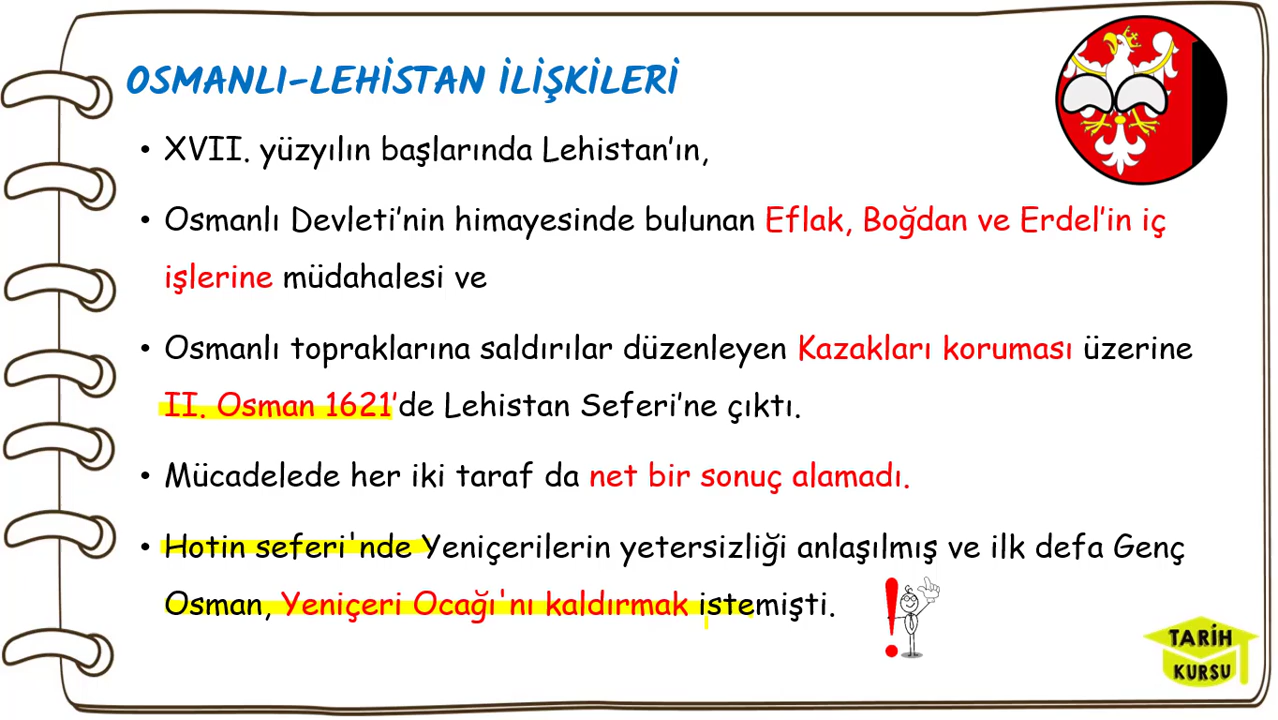 OSMANLI-LEHİSTAN İLİŞKİLERİ
• XVII. yüzyılın başlarında Lehistan’ın,
• Osmanlı Devleti’nin himayesinde bulunan Eflak, Boğdan ve Erdel’in iç
işlerine müdahalesi ve
• Osmanlı topraklarına saldırılar düzenleyen Kazakları koruması üzerine
II. Osman 1621’de Lehistan Seferi’ne çıktı.
• Mücadelede her iki taraf da net bir sonuç alamadı.
• Hotin seferi'nde Yeniçerilerin yetersizliği anlaşılmış ve ilk defa Genç
Osman, Yeniçeri Ocağı'nı kaldırmak istemişti.
TARİH
KURSU